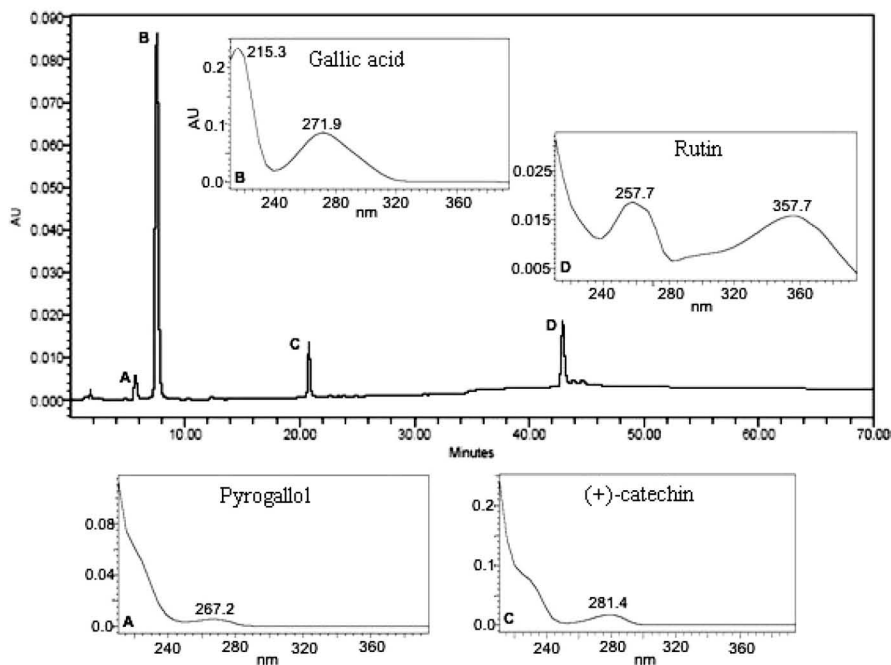 0.090
0.080
0.070
0.060
0.050
0.040
0.030
0.020
0.010
0.000
AU
A
B
C
D
10.00 20.00 30.00 40.00 50.00 60.00 70.00
Minutes
Gallic acid
215.3
271.9
0.2
0.1
0.0
AU
B
240 280 320 360
nm
Rutin
257.7
357.7
0.025
0.015
0.005
D
240 280 320 360
nm
Pyrogallol
267.2
0.08
0.04
0.0
A
240 280 320 360
nm
(+)-catechin
281.4
0.2
0.1
0.0
C
240 280 320 360
nm